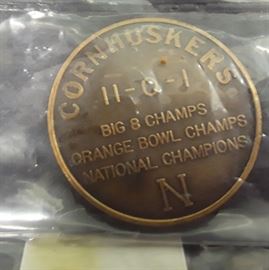 CORNHUSKERS
11-0-1
BIG 8 CHAMPS
ORANGE BOWL CHAMPS
NATIONAL CHAMPIONS
N